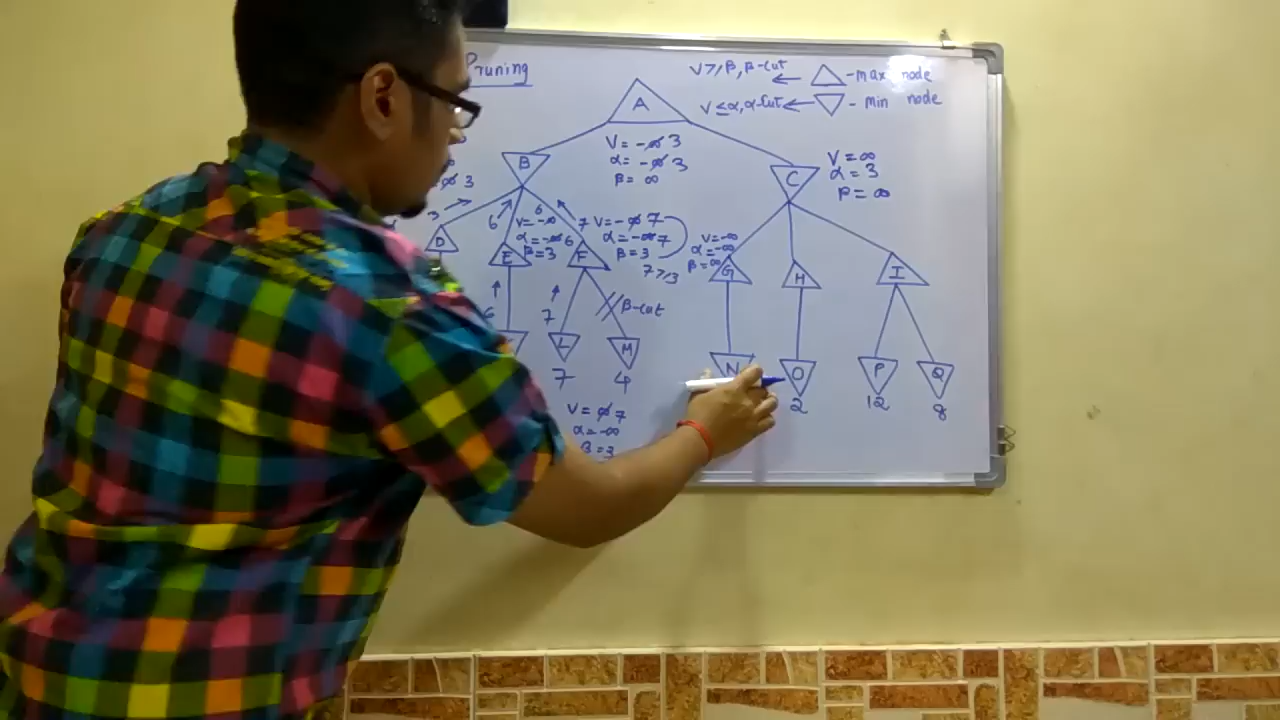 Pruning
V ≥, β, β-cut ← △ -max node
V ≤ α, α-cut ← ▽ - min node
A
V = -∞ 3
α = -∞ 3
β = ∞
B
C
V = ∞
α = 3
β = ∞
3
3
D
6
6
V = -∞
α = -∞ 6
β = 3
E
7
F
V = -∞ 7
α = -∞ 7
β = 3
7 ≥ 3
V = -∞
α = -∞
β = ∞
G
H
I
6
7
β-cut
L
M
N
O
P
Q
7
4
2
12
8
V = ∞ 7
α = -∞
β = 3